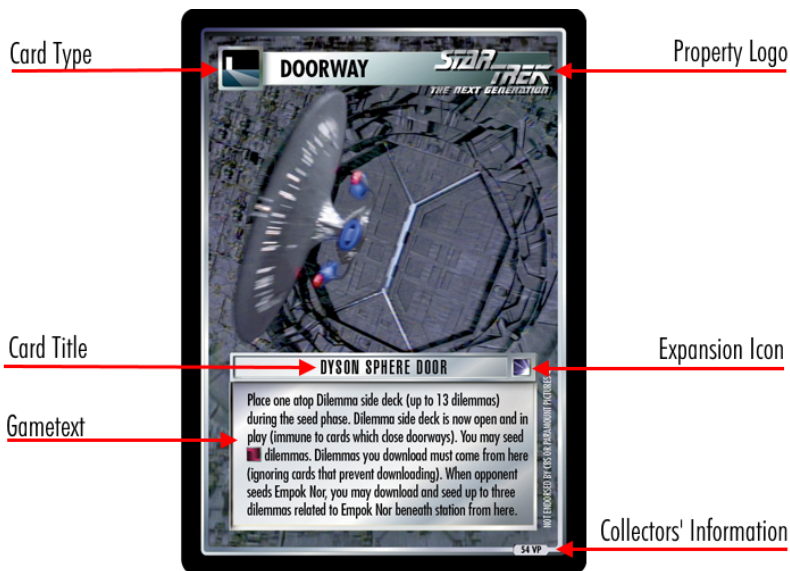 Card Type
DOORWAY
STAR TREK
THE NEXT GENERATION
Property Logo
Card Title
DYSON SPHERE DOOR
Expansion Icon
Gametext
Place one atop Dilemma side deck (up to 13 dilemmas)
during the seed phase. Dilemma side deck is now open and in
play (immune to cards which close doorways). You may seed
dilemmas. Dilemmas you download must come from here
(ignoring cards that prevent downloading). When opponent
seeds Empok Nor, you may download and seed up to three
dilemmas related to Empok Nor beneath station from here.
NOT ENDORSED BY CBS OR PARAMOUNT PICTURES
Collectors' Information
54 VP